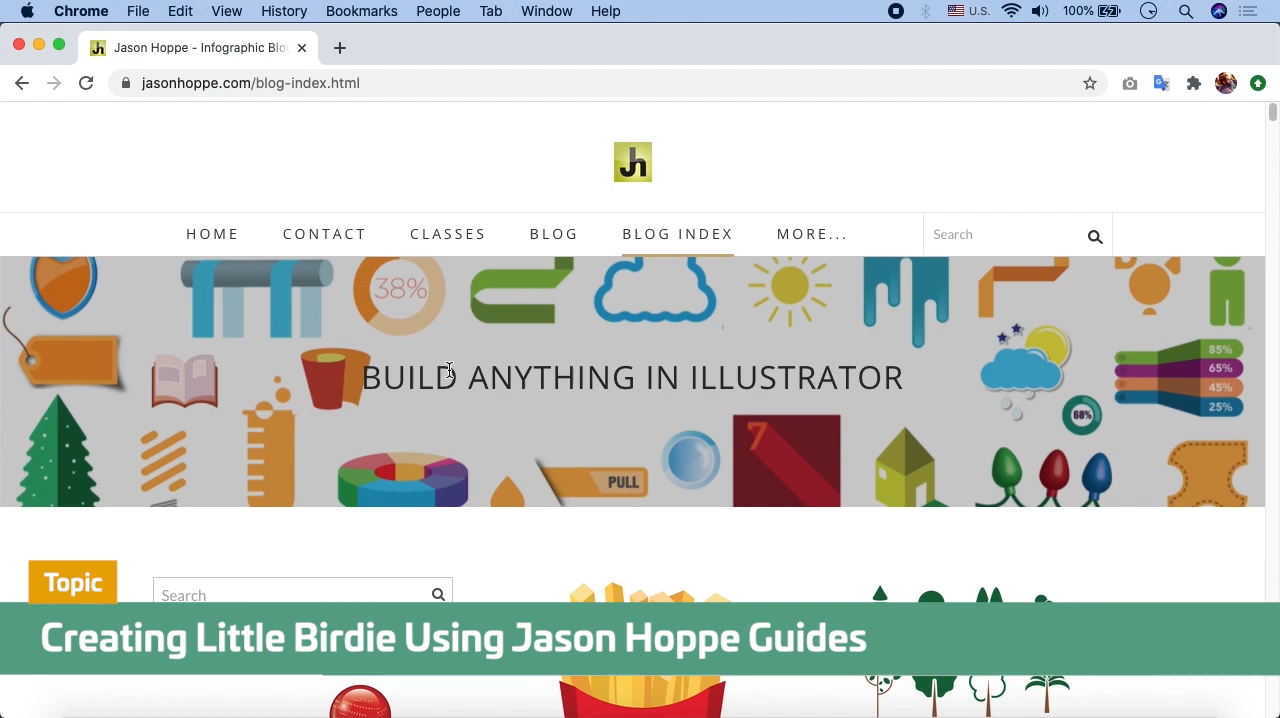 Chrome File Edit View History Bookmarks People Tab Window Help U.S. 100%
Jason Hoppe - Infographic Blo
jasonhoppe.com/blog-index.html
jh
HOME CONTACT CLASSES BLOG BLOG INDEX MORE... Search
38%
85%
65%
45%
25%
BUILD ANYTHING IN ILLUSTRATOR
68%
7
PULL
Topic
Search
Creating Little Birdie Using Jason Hoppe Guides